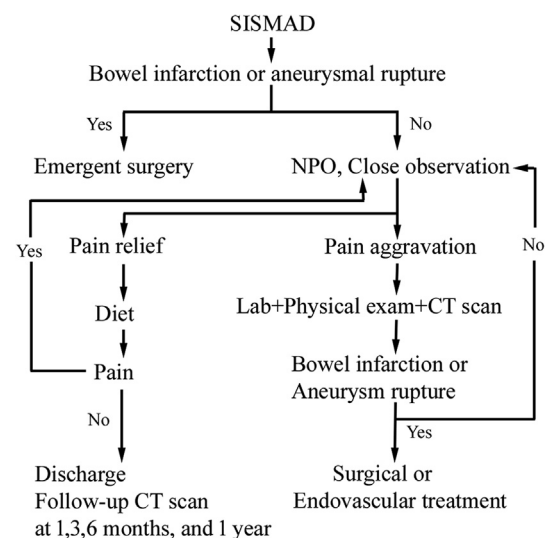 SISMAD
Bowel infarction or aneurysmal rupture
Yes
No
Emergent surgery
NPO, Close observation
Yes
Pain relief
Pain aggravation
No
Diet
Lab+Physical exam+CT scan
Pain
Bowel infarction or
Aneurysm rupture
No
Yes
Discharge
Follow-up CT scan
at 1,3,6 months, and 1 year
Surgical or
Endovascular treatment